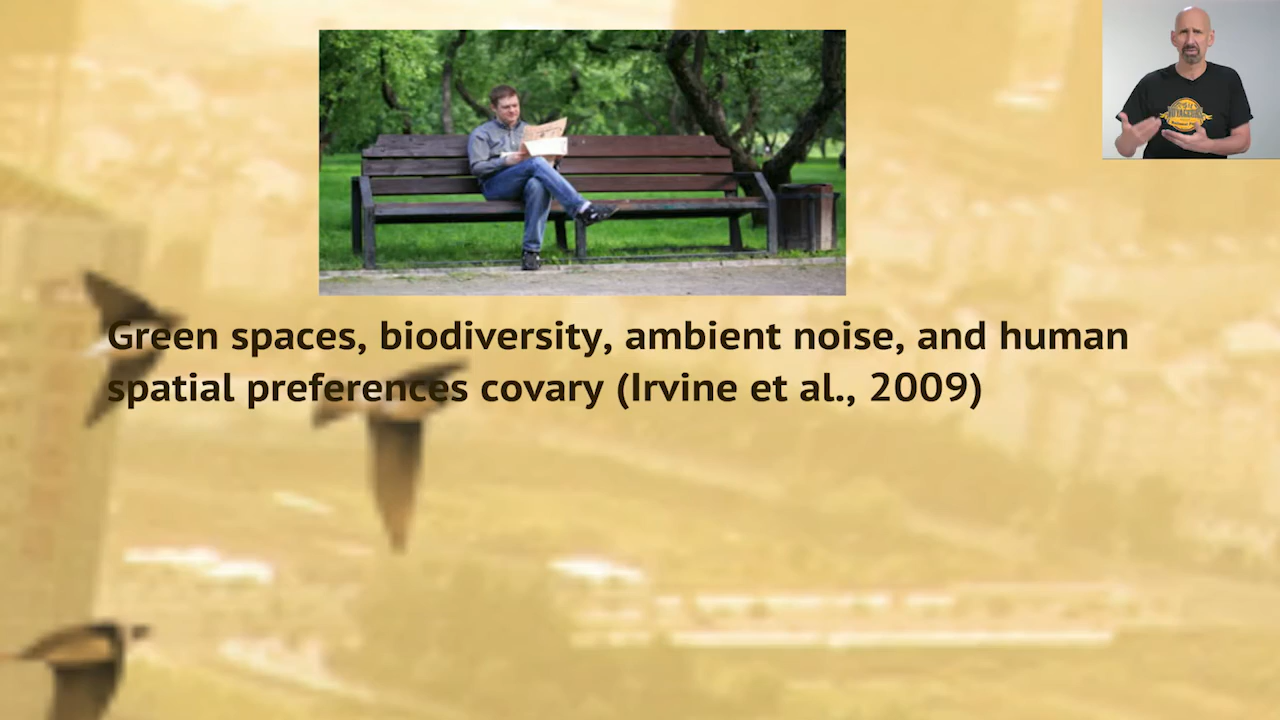 Green spaces, biodiversity, ambient noise, and human
spatial preferences covary (Irvine et al., 2009)